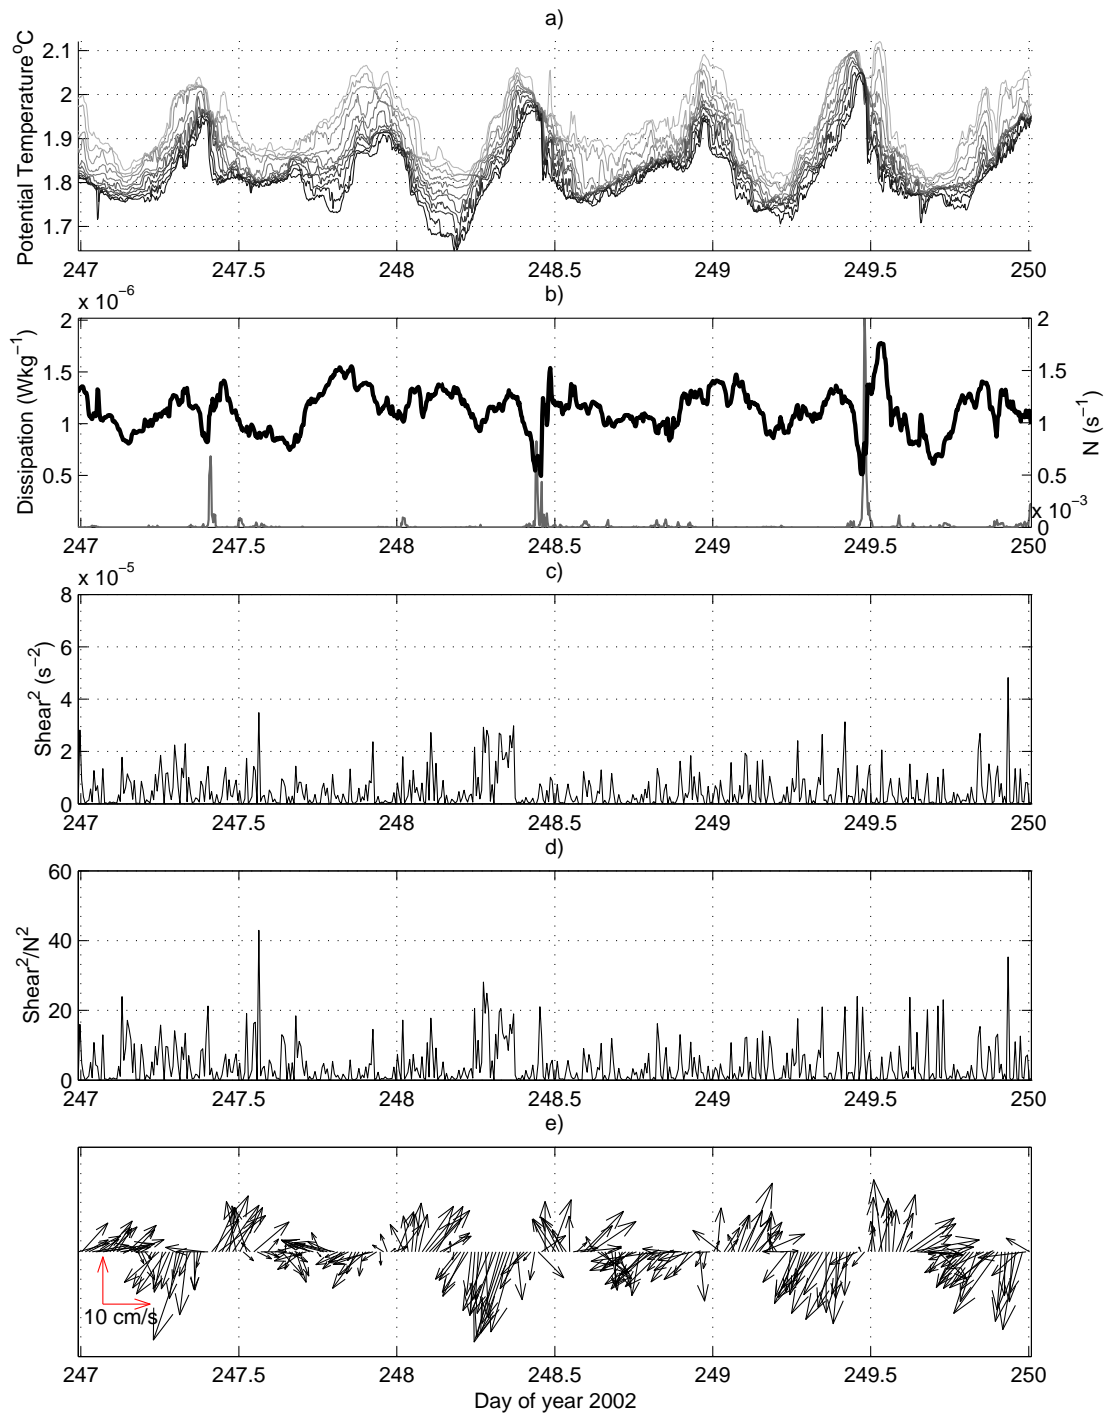 a)
Potential Temperature°C
2.1
2
1.9
1.8
1.7
247 247.5 248 248.5 249 249.5 250
b)
x 10⁻⁶
Dissipation (Wkg⁻¹)
2
1.5
1
0.5
2
1.5
1
0.5
0
x 10⁻³
N (s⁻¹)
247 247.5 248 248.5 249 249.5 250
c)
x 10⁻⁵
Shear² (s⁻²)
8
6
4
2
0
247 247.5 248 248.5 249 249.5 250
d)
Shear²/N²
60
40
20
0
247 247.5 248 248.5 249 249.5 250
e)
10 cm/s
247 247.5 248 248.5 249 249.5 250
Day of year 2002